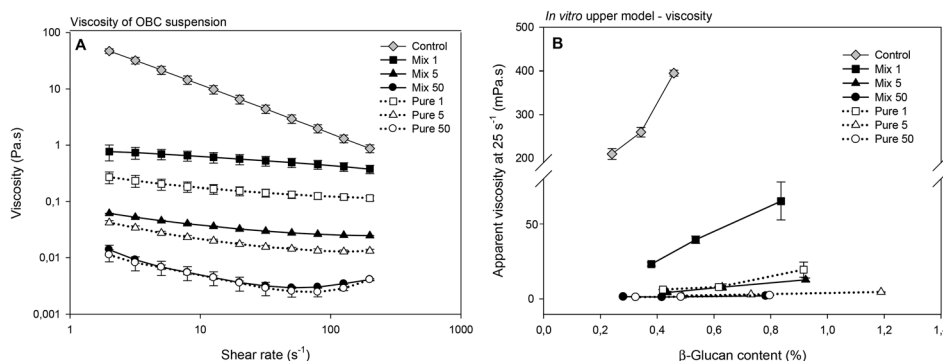 Viscosity of OBC suspension
A
Viscosity (Pa.s)
100
10
1
0,1
0,01
0,001
1
10
100
1000
Shear rate (s⁻¹)
Control
Mix 1
Mix 5
Mix 50
Pure 1
Pure 5
Pure 50
In vitro upper model - viscosity
B
Apparent viscosity at 25 s⁻¹ (mPa.s)
500
400
300
200
50
0
0,0
0,2
0,4
0,6
0,8
1,0
1,2
1,4
β-Glucan content (%)
Control
Mix 1
Mix 5
Mix 50
Pure 1
Pure 5
Pure 50